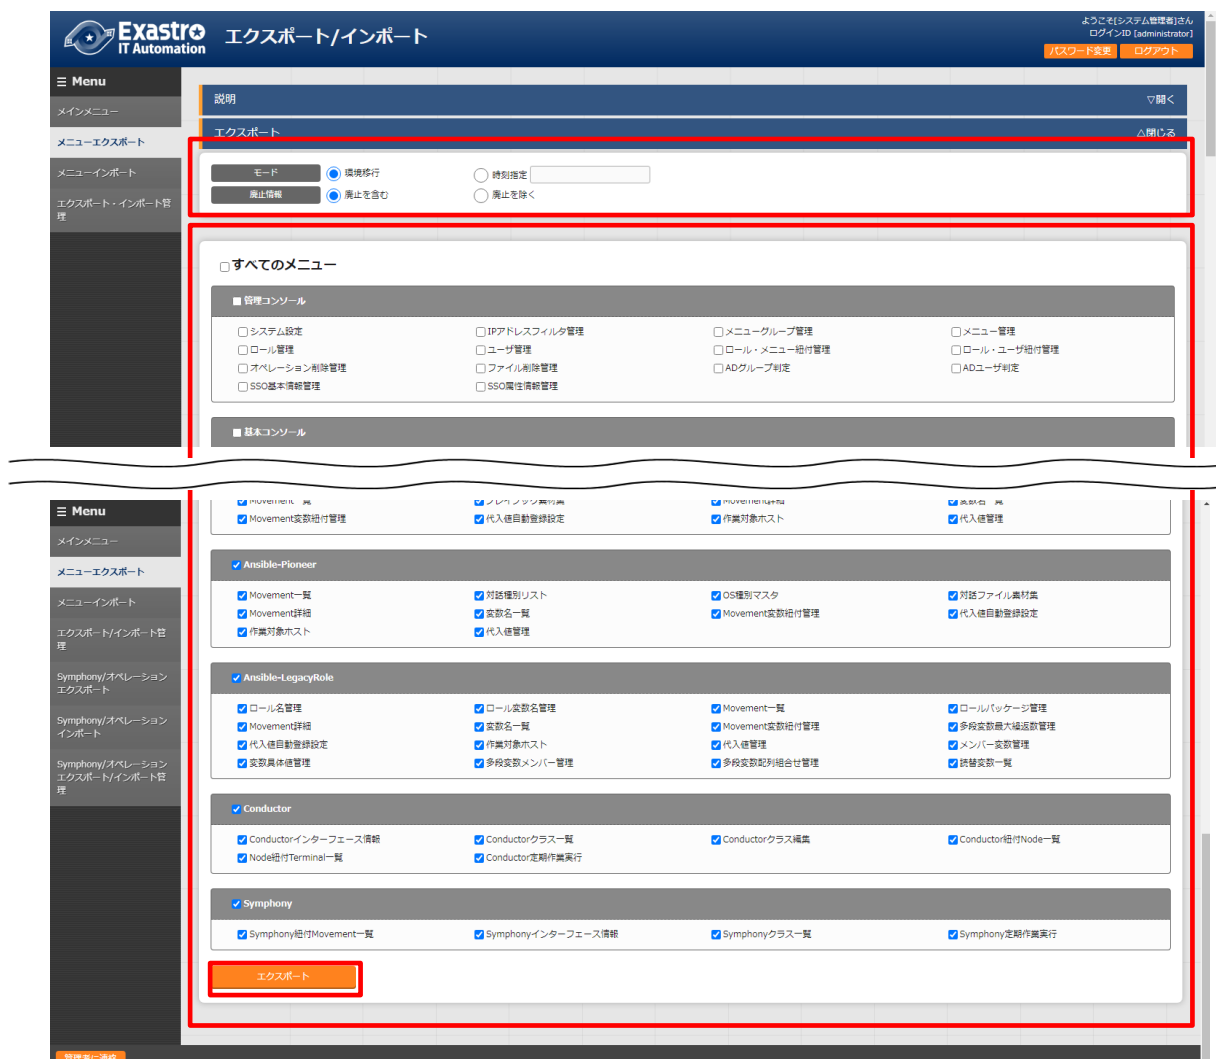 Exastro
IT Automation
エクスポート/インポート
ようこそ[システム管理者]さん
ログインID [administrator]
パスワード変更 ログアウト
☰ Menu
メインメニュー
メニューエクスポート
メニューインポート
エクスポート・インポート管
理
説明 ▽開く
エクスポート △閉じる
モード 環境移行 時刻指定
廃止情報 廃止を含む 廃止を除く
すべてのメニュー
管理コンソール
システム設定 IPアドレスフィルタ管理 メニューグループ管理 メニュー管理
ロール管理 ユーザ管理 ロール・メニュー紐付管理 ロール・ユーザ紐付管理
オペレーション削除管理 ファイル削除管理 ADグループ判定 ADユーザ判定
SSO基本情報管理 SSO属性情報管理
基本コンソール
☰ Menu
メインメニュー
メニューエクスポート
メニューインポート
エクスポート/インポート管
理
Symphony/オペレーション
エクスポート
Symphony/オペレーション
インポート
Symphony/オペレーション
エクスポート/インポート管
理
Movement一覧 プレイブック素材集 Movement詳細 変数名一覧
Movement変数紐付管理 代入値自動登録設定 作業対象ホスト 代入値管理
Ansible-Pioneer
Movement一覧 対話種別リスト OS種別マスタ 対話ファイル素材集
Movement詳細 変数名一覧 Movement変数紐付管理 代入値自動登録設定
作業対象ホスト 代入値管理
Ansible-LegacyRole
ロール名管理 ロール変数名管理 Movement一覧 ロールパッケージ管理
Movement詳細 変数名一覧 Movement変数紐付管理 多段変数最大繰返数管理
代入値自動登録設定 作業対象ホスト 代入値管理 メンバー変数管理
変数具体値管理 多段変数メンバー管理 多段変数配列組合せ管理 読替変数一覧
Conductor
Conductorインターフェース情報 Conductorクラス一覧 Conductorクラス編集 Conductor紐付Node一覧
Node紐付Terminal一覧 Conductor定期作業実行
Symphony
Symphony紐付Movement一覧 Symphonyインターフェース情報 Symphonyクラス一覧 Symphony定期作業実行
エクスポート
管理者に連絡